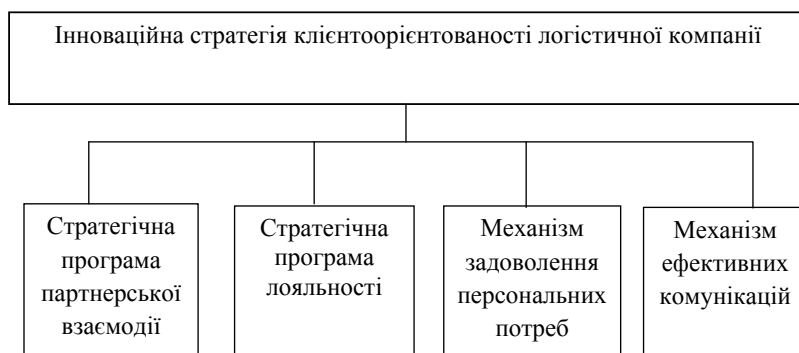 Інноваційна стратегія клієнтоорієнтованості логістичної компанії
Стратегічна
програма
партнерської
взаємодії
Стратегічна
програма
лояльності
Механізм
задоволення
персональних
потреб
Механізм
ефективних
комунікацій